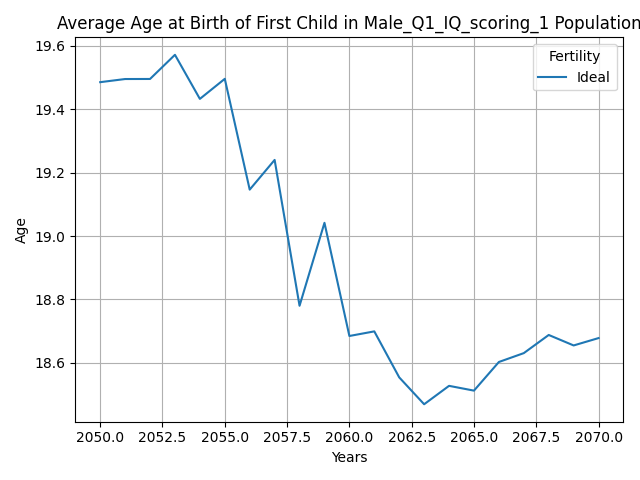 Average Age at Birth of First Child in Male_Q1_IQ_scoring_1 Population
19.6
19.4
19.2
19.0
18.8
18.6
Age
Fertility
Ideal
2050.0 2052.5 2055.0 2057.5 2060.0 2062.5 2065.0 2067.5 2070.0
Years